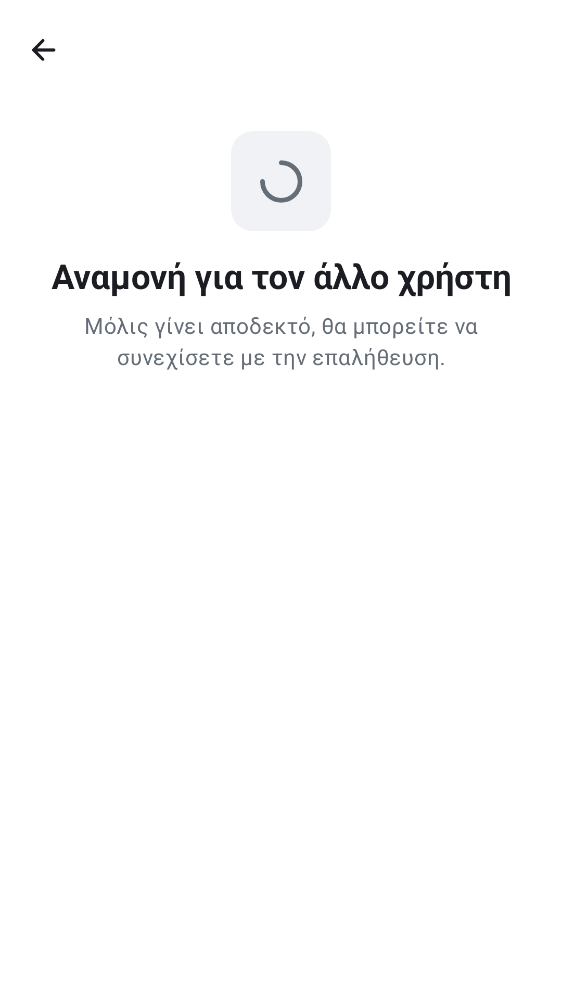 Αναμονή για τον άλλο χρήστη
Μόλις γίνει αποδεκτό, θα μπορείτε να
συνεχίσετε με την επαλήθευση.